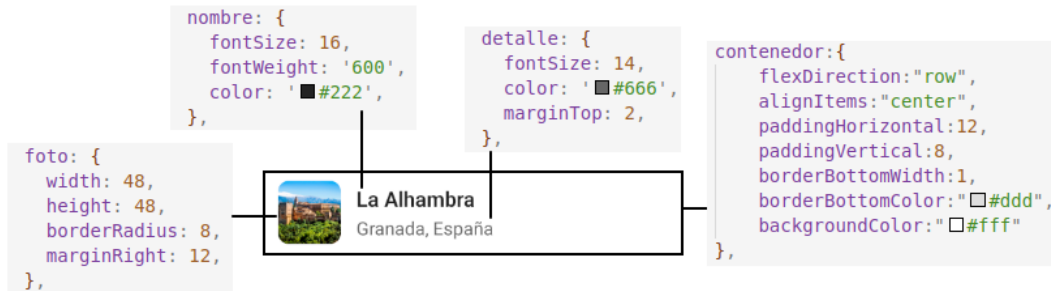 nombre: {
fontSize: 16,
fontWeight: '600',
color: '#222',
},
detalle: {
fontSize: 14,
color: '#666',
marginTop: 2,
},
contenedor:{
flexDirection:"row",
alignItems:"center",
paddingHorizontal:12,
paddingVertical:8,
borderBottomWidth:1,
borderBottomColor:"#ddd",
backgroundColor:"#fff"
},
foto: {
width: 48,
height: 48,
borderRadius: 8,
marginRight: 12,
},
La Alhambra
Granada, España